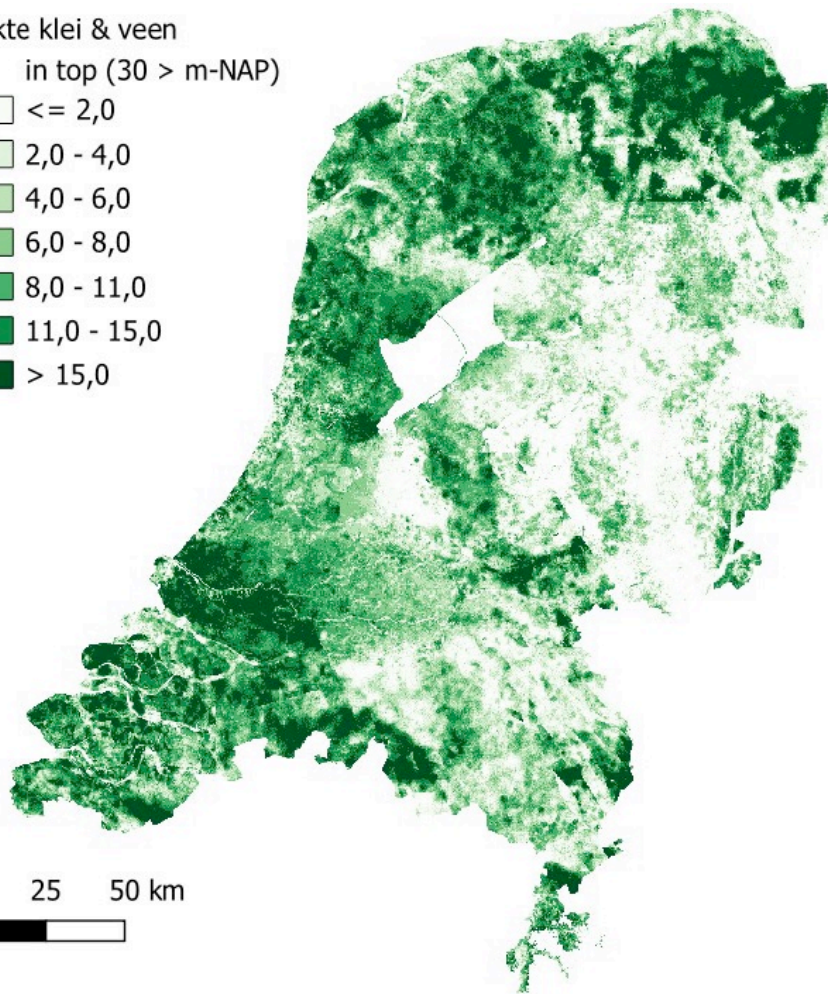 kte klei & veen
in top (30 > m-NAP)
<= 2,0
2,0 - 4,0
4,0 - 6,0
6,0 - 8,0
8,0 - 11,0
11,0 - 15,0
> 15,0
25 50 km